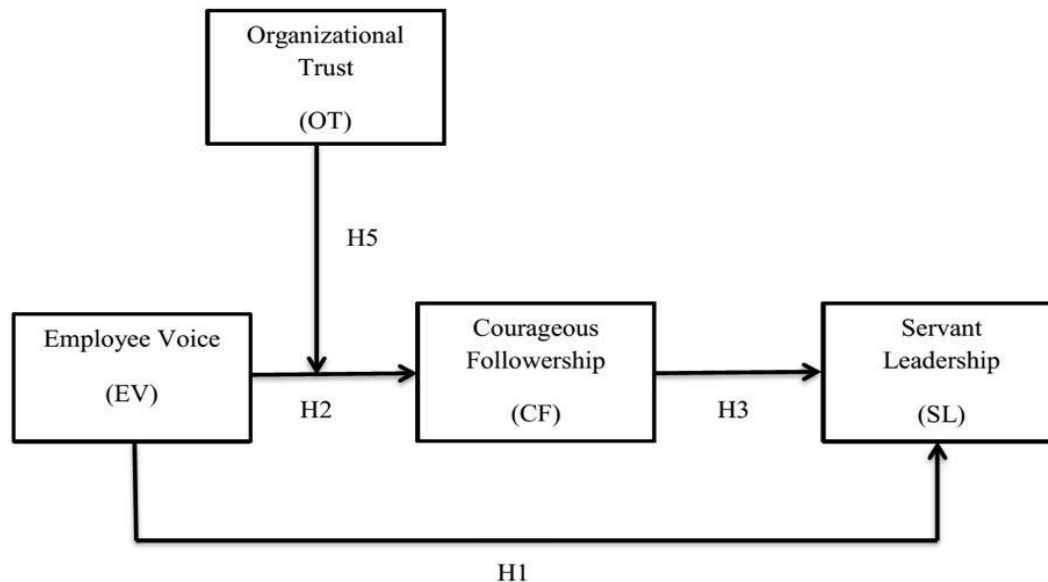 Organizational
Trust
(OT)
H5
Employee Voice
(EV)
H2
Courageous
Followership
(CF)
H3
Servant
Leadership
(SL)
H1